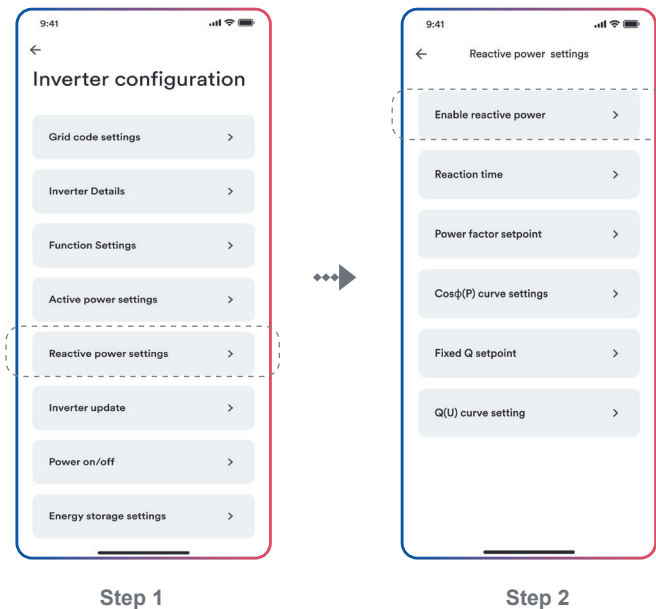 9:41
Inverter configuration
Grid code settings
Inverter Details
Function Settings
Active power settings
Reactive power settings
Inverter update
Power on/off
Energy storage settings
Step 1
9:41
Reactive power settings
Enable reactive power
Reaction time
Power factor setpoint
Cosϕ(P) curve settings
Fixed Q setpoint
Q(U) curve setting
Step 2